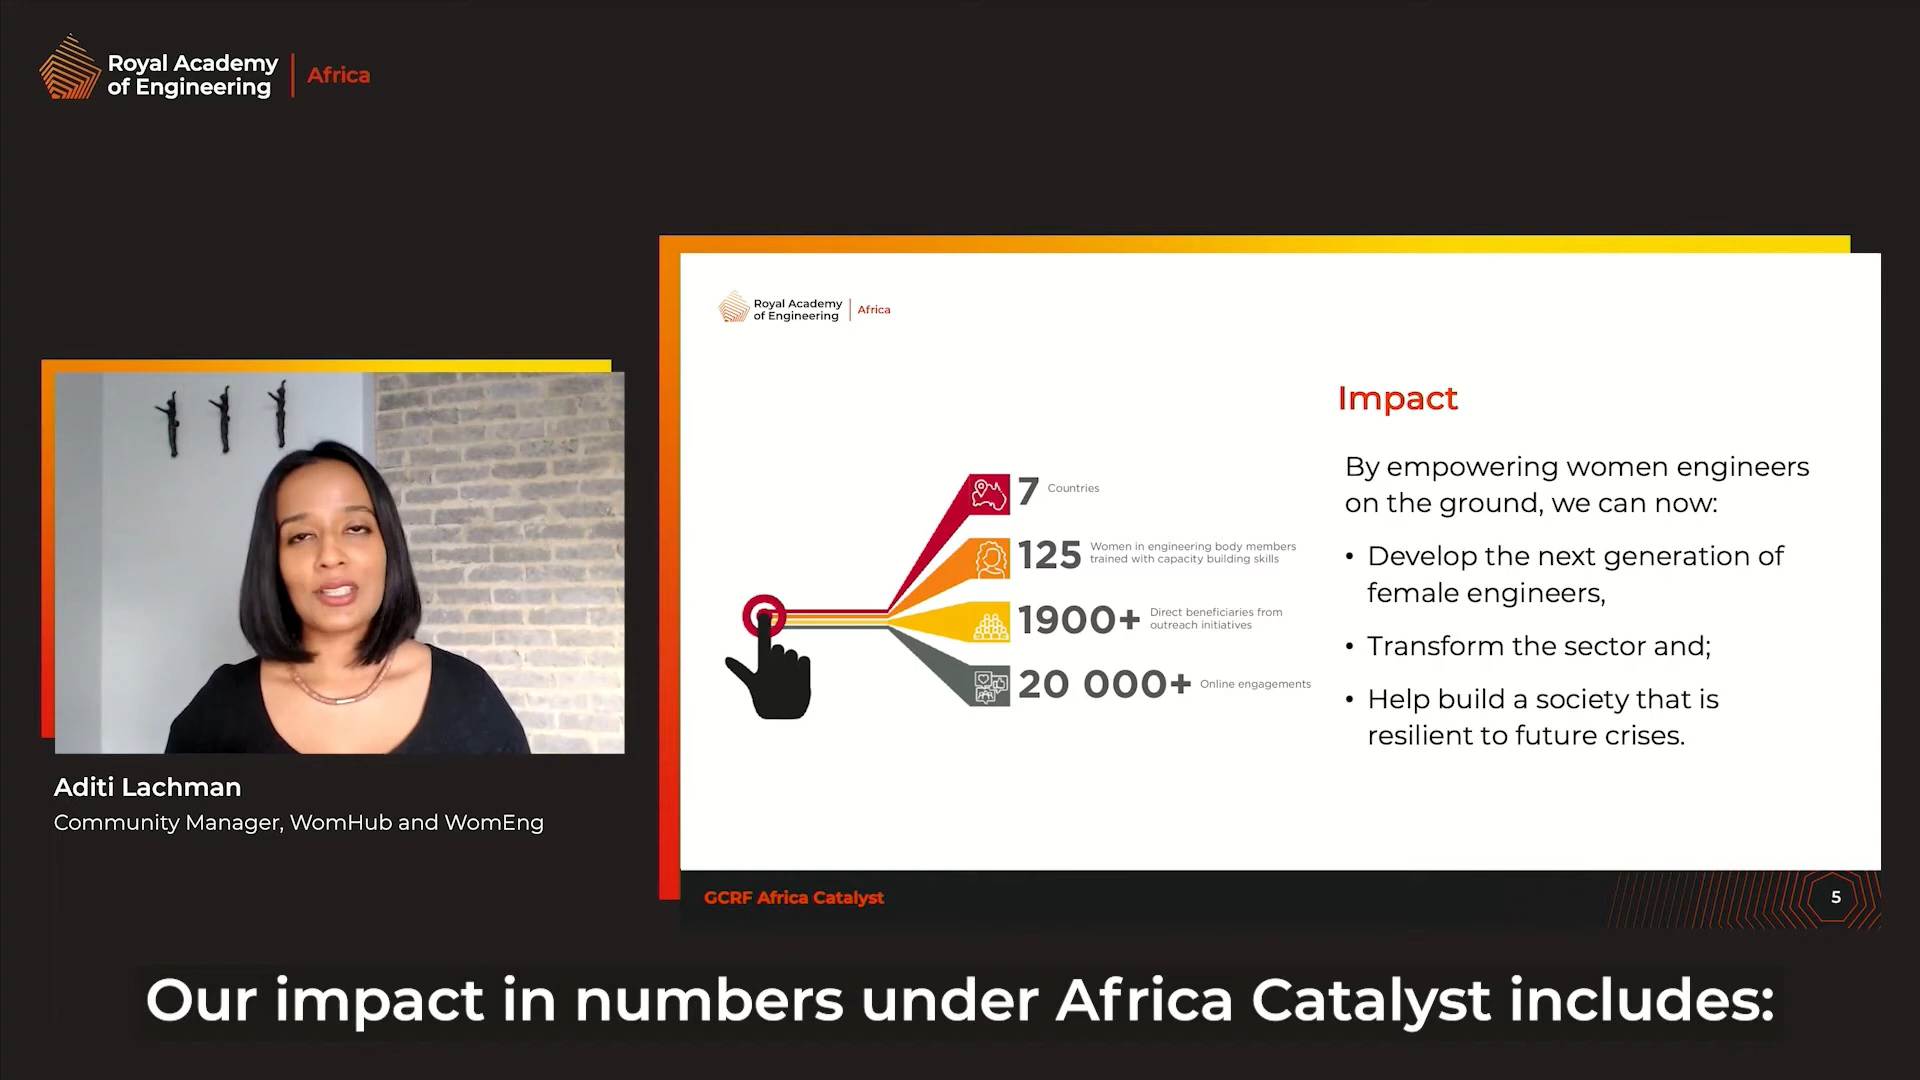 Royal Academy
of Engineering
Africa
Royal Academy
of Engineering
Africa
7 Countries
125 Women in engineering body members
trained with capacity building skills
1900+ Direct beneficiaries from
outreach initiatives
20 000+ Online engagements
Impact
By empowering women engineers
on the ground, we can now:
• Develop the next generation of
female engineers,
• Transform the sector and;
• Help build a society that is
resilient to future crises.
Aditi Lachman
Community Manager, WomHub and WomEng
GCRF Africa Catalyst
5
Our impact in numbers under Africa Catalyst includes: